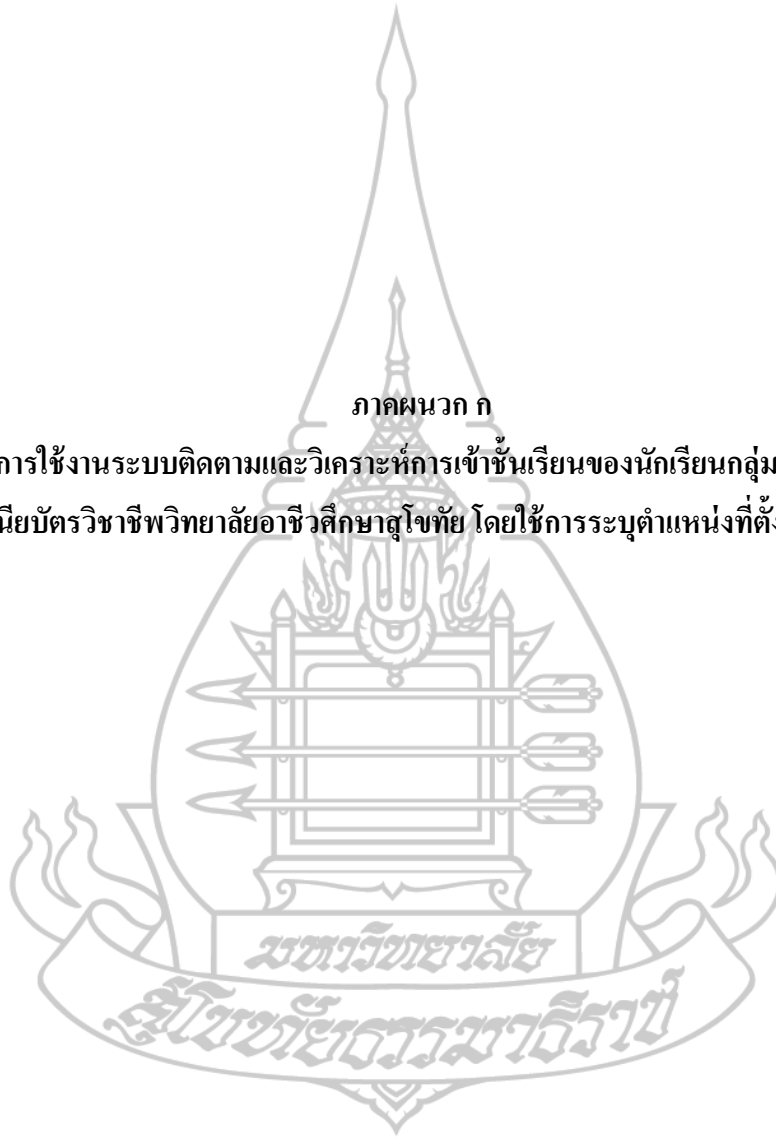 ภาคผนวก ก
การใช้งานระบบติดตามและวิเคราะห์การเข้าชั้นเรียนของนักเรียนกลุ่ม
นียบัตรวิชาชีพวิทยาลัยอาชีวศึกษาสุโขทัย โดยใช้การระบุตำแหน่งที่ตั้ง
มหาวิทยาลัย
สุโขทัยธรรมาธิราช